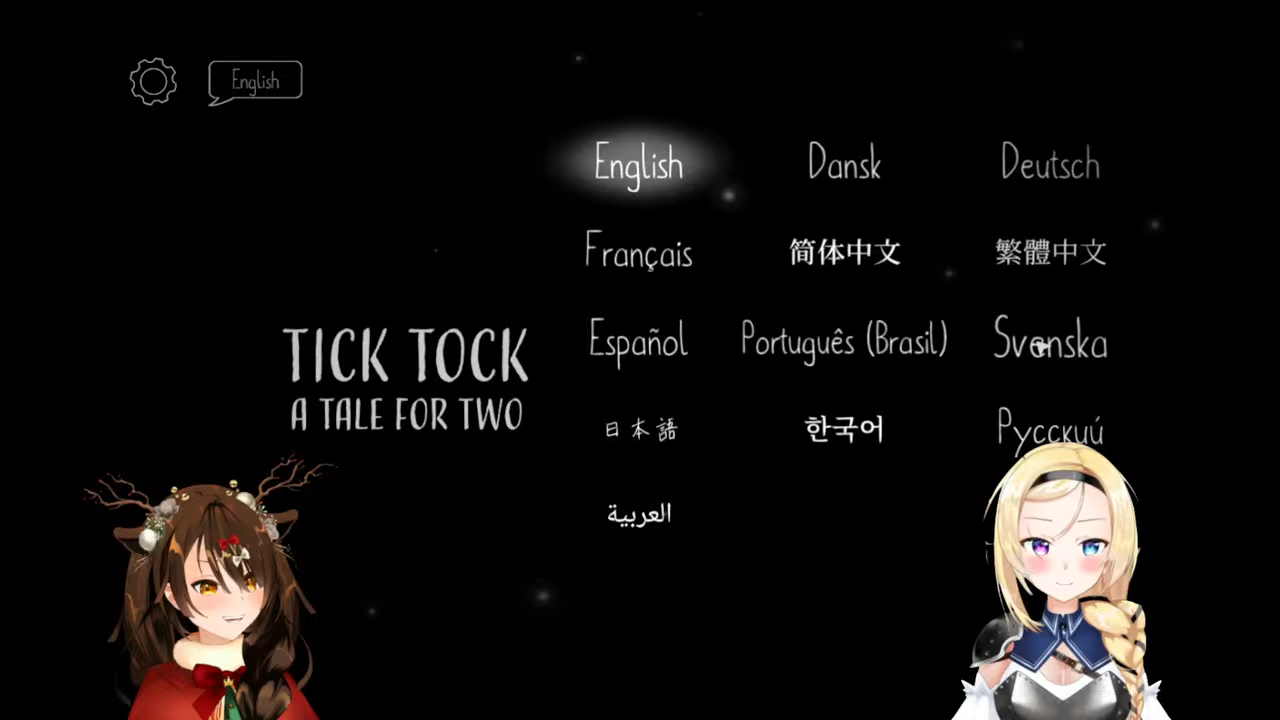 English
English Dansk Deutsch
Français 简体中文 繁體中文
Español Português (Brasil) Svenska
TICK TOCK
A TALE FOR TWO
日本語 한국어 Русский
العربية